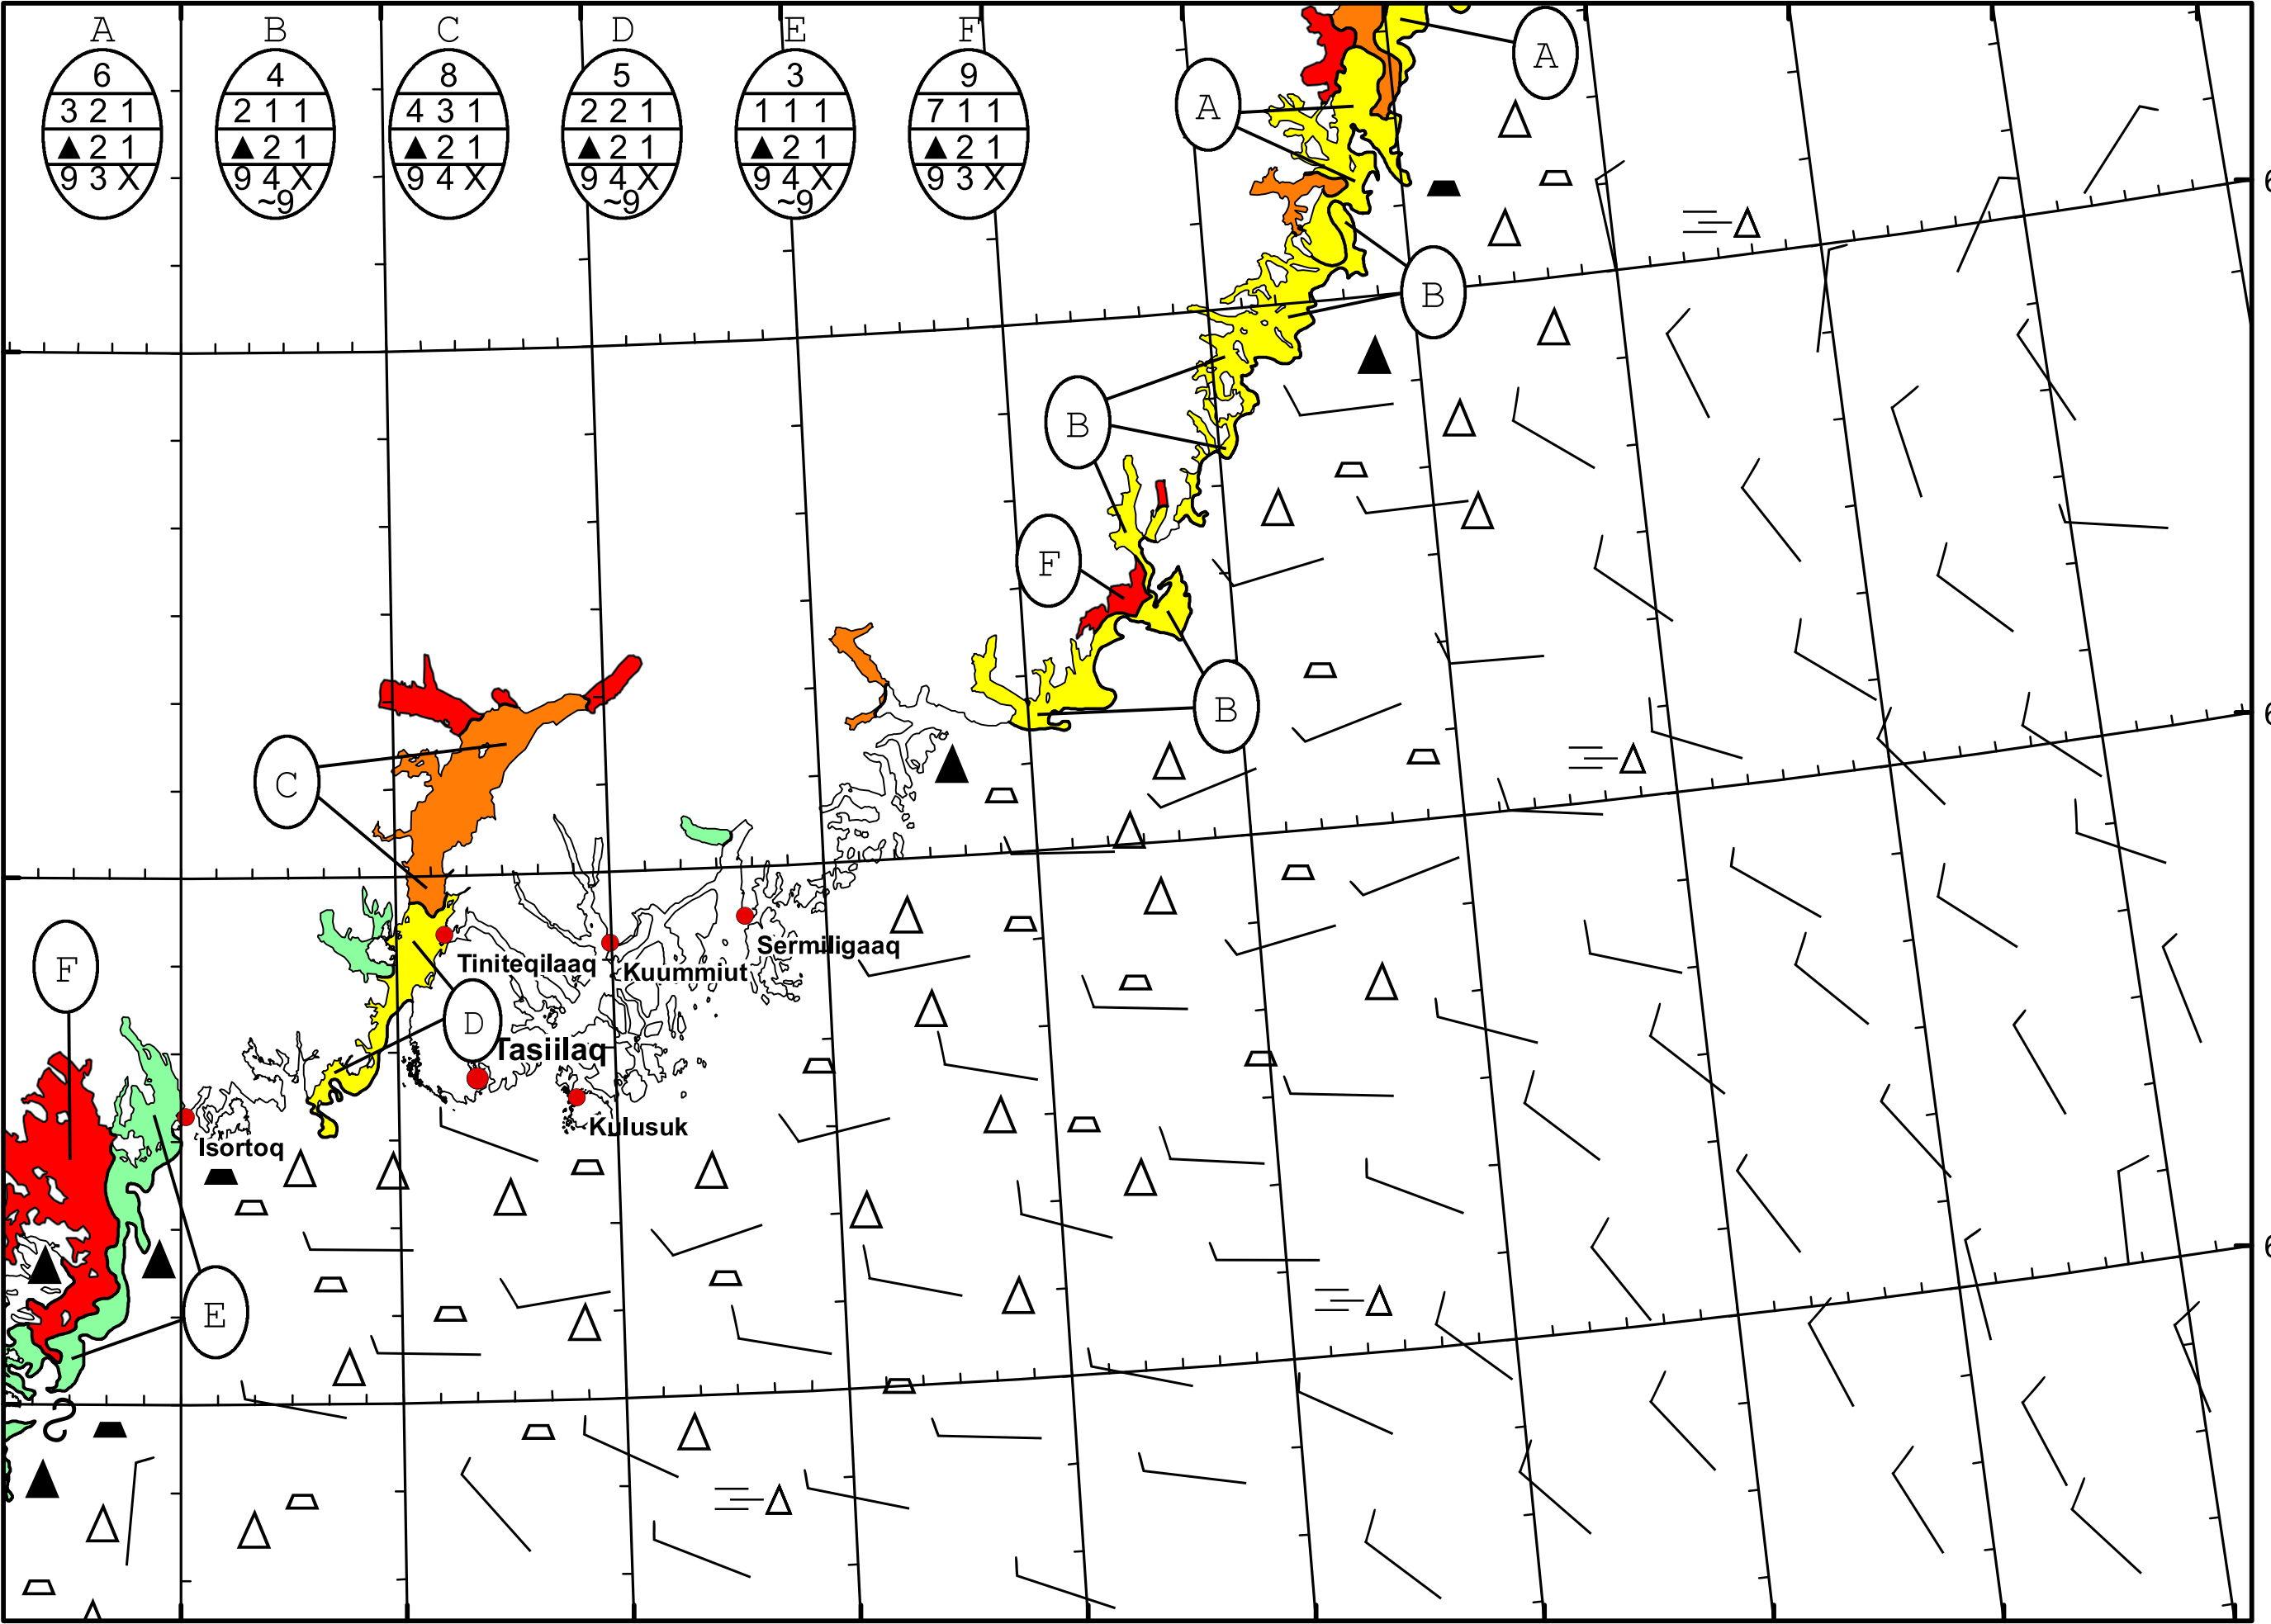 A B C D E F
6 4 8 5 3 9
3 2 1 2 1 1 4 3 1 2 2 1 1 1 1 7 1 1
▲ 2 1 ▲ 2 1 ▲ 2 1 ▲ 2 1 ▲ 2 1 ▲ 2 1
9 3 X 9 4 X 9 4 X 9 4 X 9 4 X 9 3 X
~9 ~9 ~9
A
A
B
B
F
B
C
Sermiligaaq
Tiniteqilaaq
Kuummiut
F
D
Tasiilaq
Kulusuk
Isortoq
E